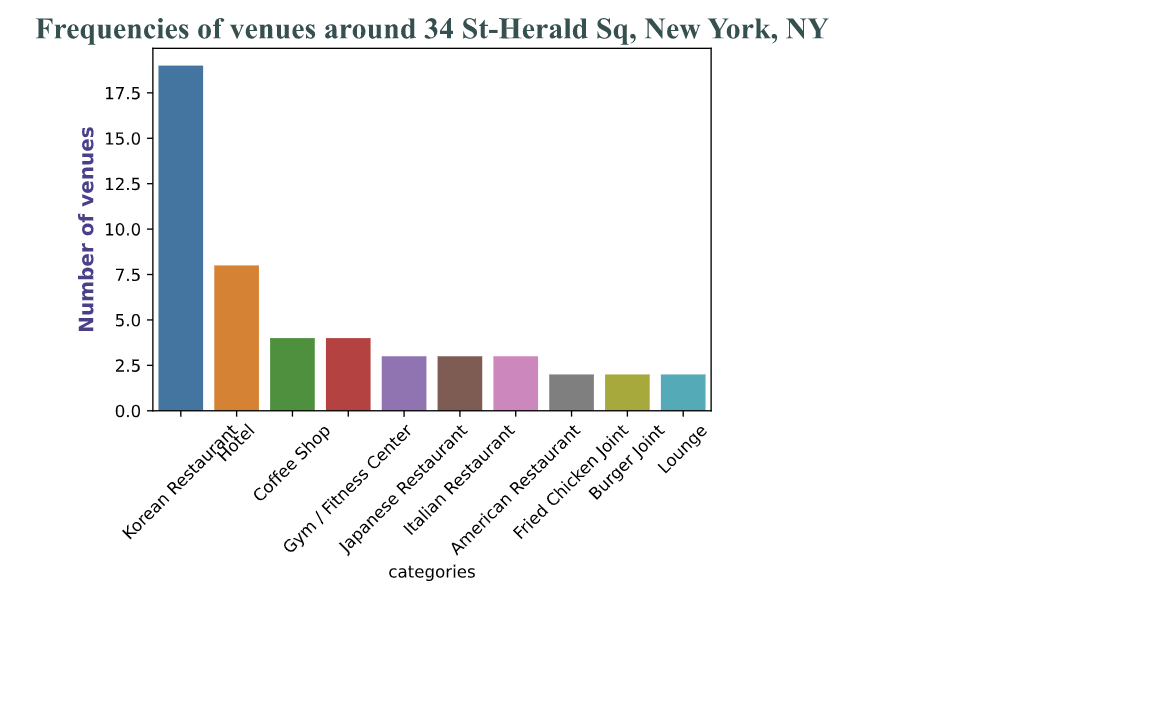 Frequencies of venues around 34 St-Herald Sq, New York, NY
Number of venues
17.5
15.0
12.5
10.0
7.5
5.0
2.5
0.0
Korean Restaurant
Hotel
Coffee Shop
Gym / Fitness Center
Japanese Restaurant
Italian Restaurant
American Restaurant
Fried Chicken Joint
Burger Joint
Lounge
categories